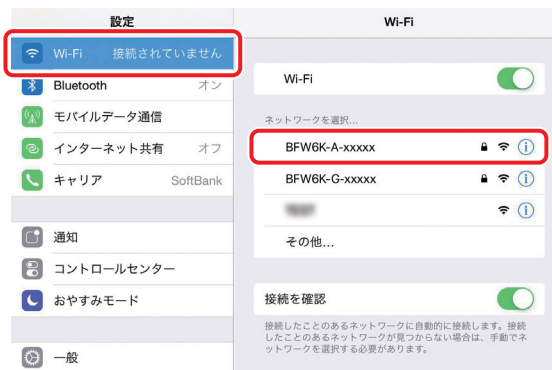 設定
Wi-Fi 接続されていません
Bluetooth オン
モバイルデータ通信
インターネット共有 オフ
キャリア SoftBank
通知
コントロールセンター
おやすみモード
一般
Wi-Fi
Wi-Fi
ネットワークを選択...
BFW6K-A-xxxxx
BFW6K-G-xxxxx
その他...
接続を確認
接続したことのあるネットワークに自動的に接続します。接続
したことのあるネットワークが見つからない場合は、手動でネ
ットワークを選択する必要があります。